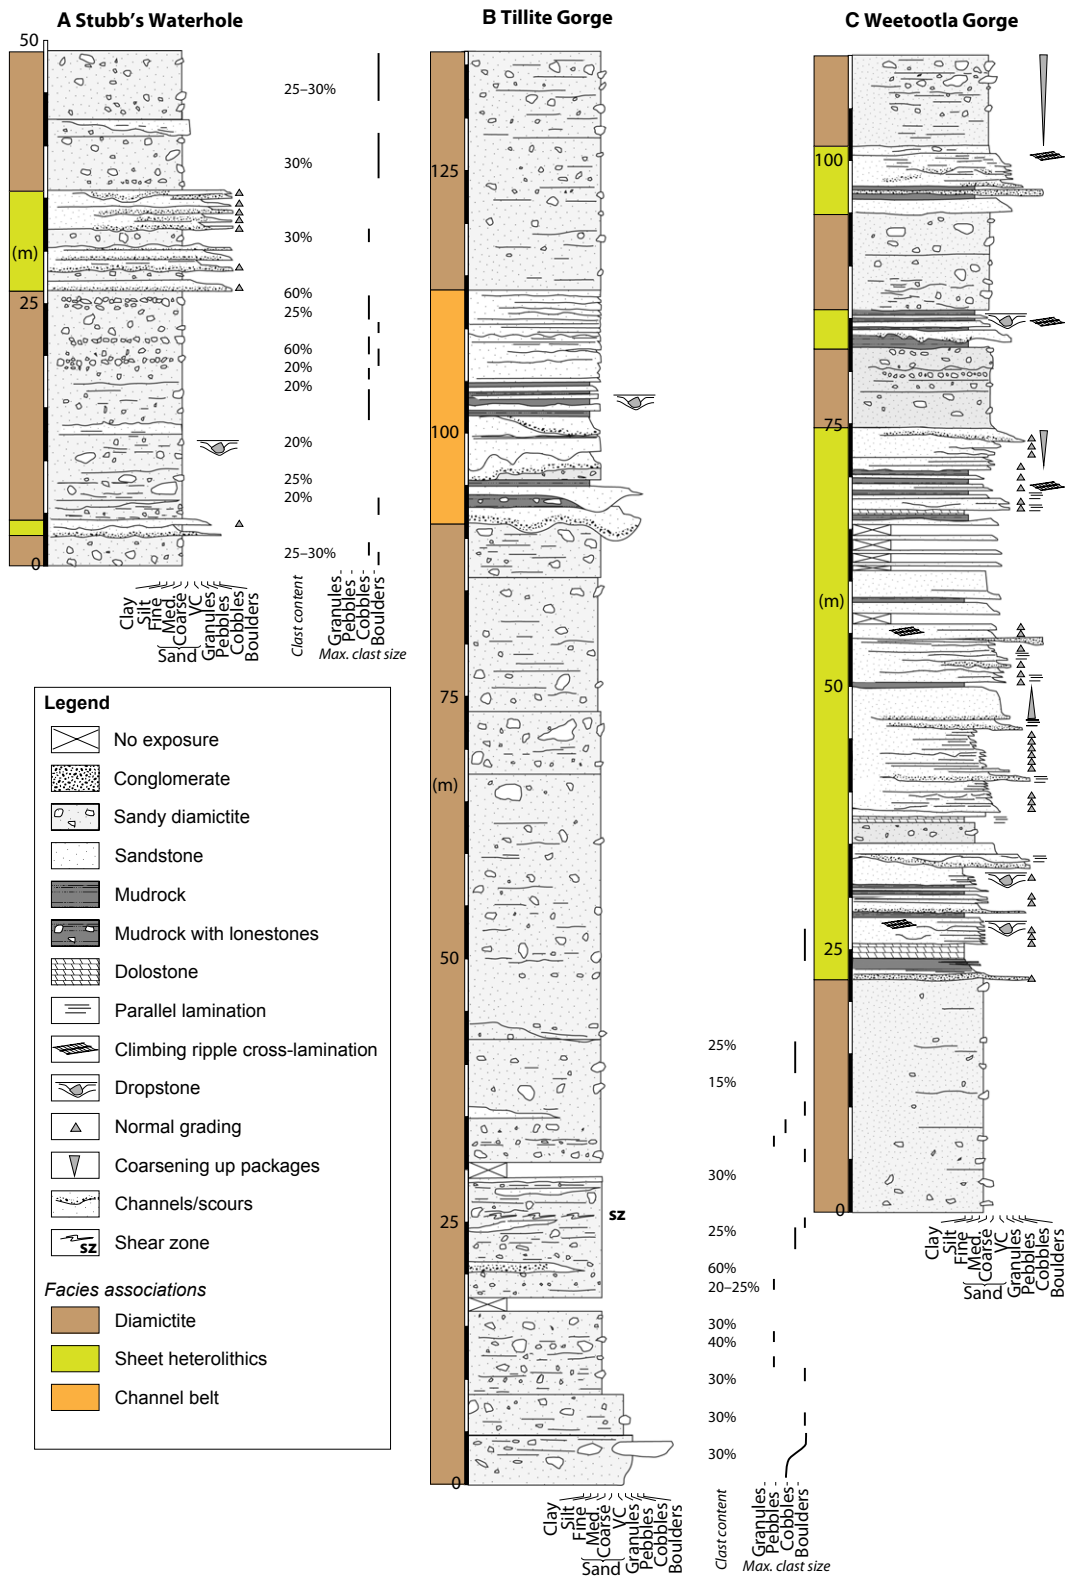 A Stubb's Waterhole
50
(m)
25
0
25–30%
30%
30%
60%
25%
60%
20%
20%
20%
25%
20%
25–30%
Clay
Silt
Fine
Med.
Coarse
VC
Granules
Pebbles
Cobbles
Boulders
Sand
Clast content
Granules
Pebbles
Cobbles
Boulders
Max. clast size
B Tillite Gorge
125
100
75
(m)
50
25
0
sz
25%
15%
30%
25%
60%
20–25%
30%
40%
30%
30%
30%
Clay
Silt
Fine
Med.
Coarse
VC
Granules
Pebbles
Cobbles
Boulders
Sand
Clast content
Granules
Pebbles
Cobbles
Boulders
Max. clast size
C Weetootla Gorge
100
75
(m)
50
25
0
Clay
Silt
Fine
Med.
Coarse
VC
Granules
Pebbles
Cobbles
Boulders
Sand
Legend
No exposure
Conglomerate
Sandy diamictite
Sandstone
Mudrock
Mudrock with lonestones
Dolostone
Parallel lamination
Climbing ripple cross-lamination
Dropstone
Normal grading
Coarsening up packages
Channels/scours
sz Shear zone
Facies associations
Diamictite
Sheet heterolithics
Channel belt